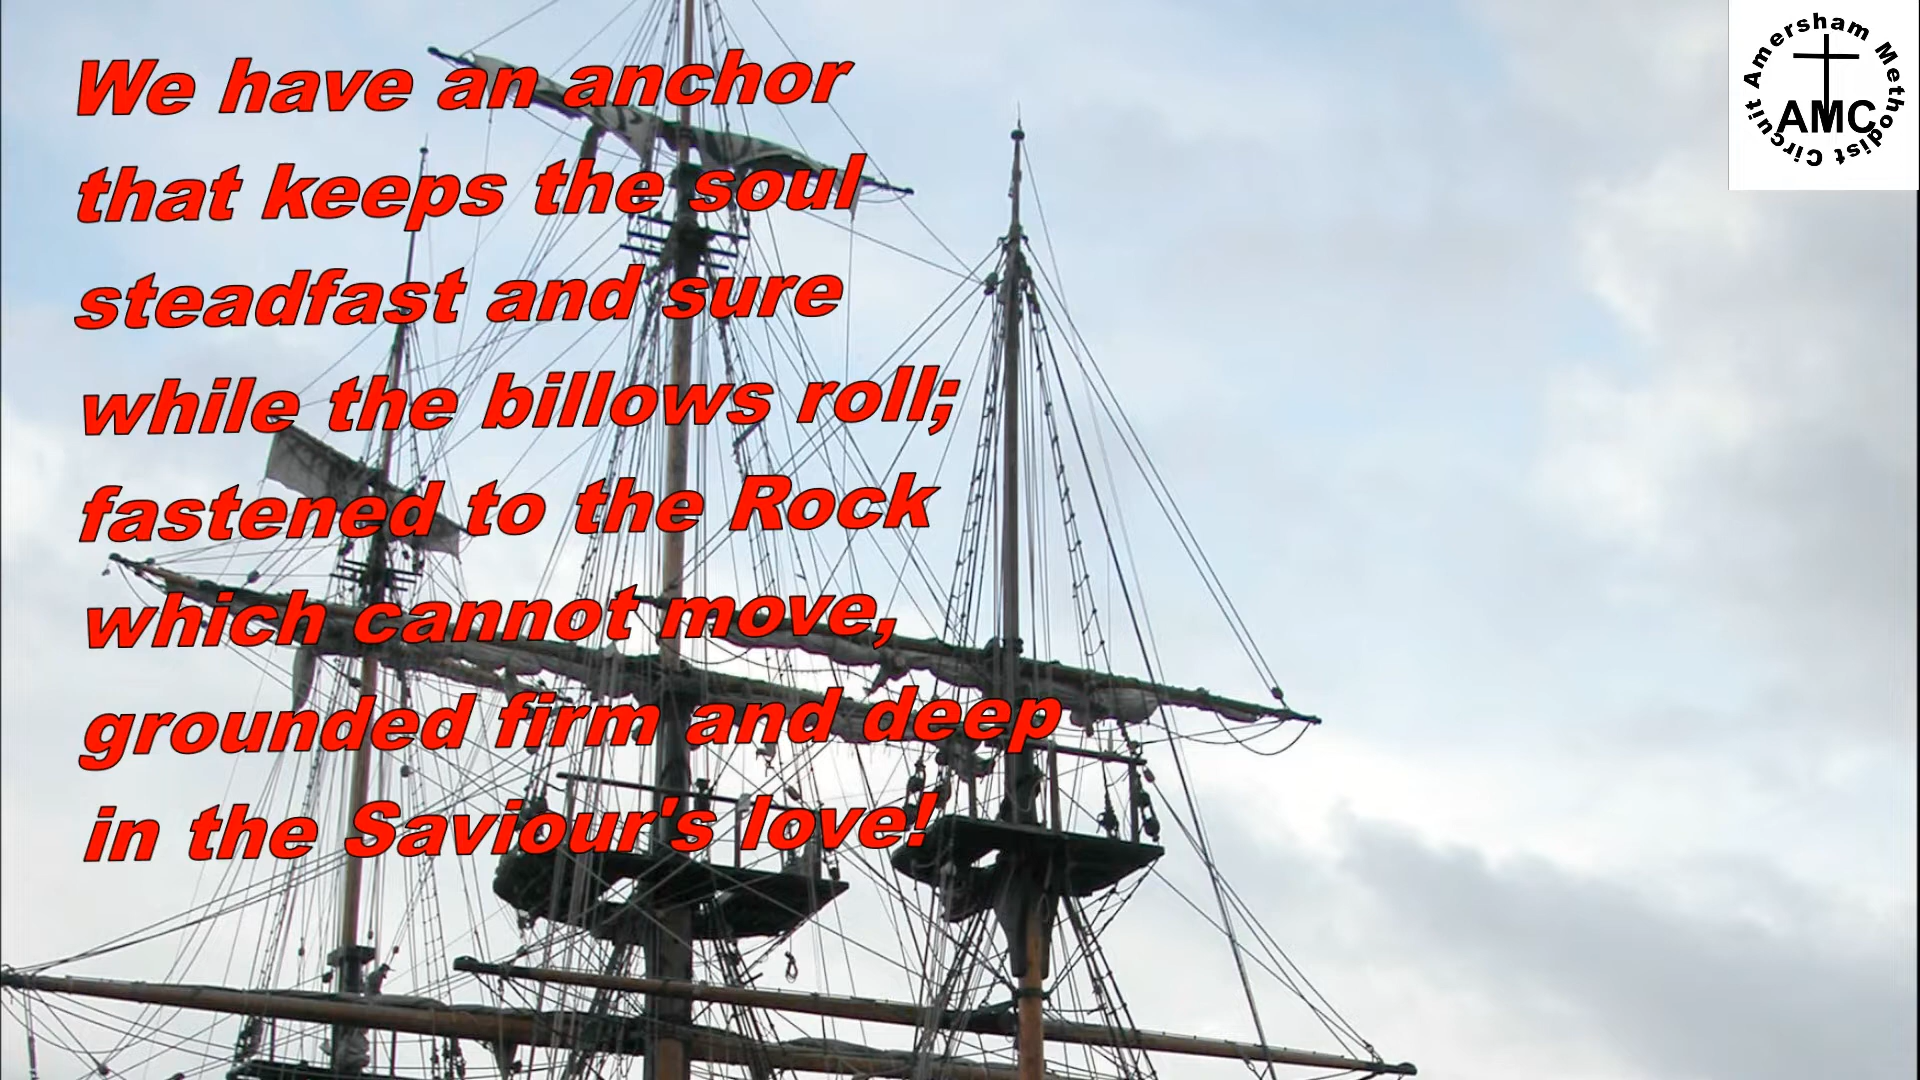 We have an anchor
that keeps the soul
steadfast and sure
while the billows roll;
fastened to the Rock
which cannot move,
grounded firm and deep
in the Saviour's love!
Amersham Methodist Circuit
AMC